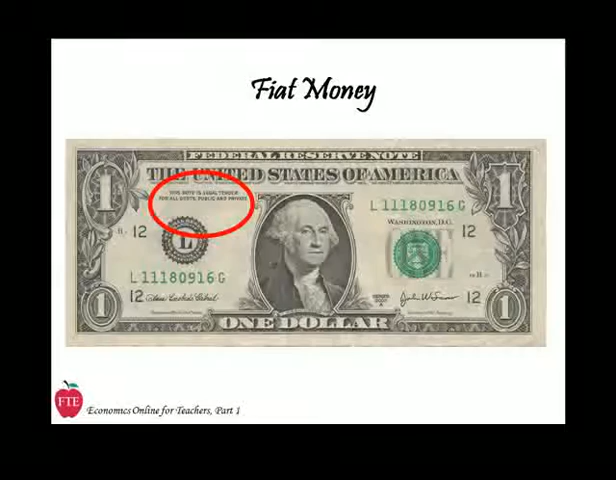 Fiat Money
FEDERAL RESERVE NOTE
THE UNITED STATES OF AMERICA
THIS NOTE IS LEGAL TENDER
FOR ALL DEBTS, PUBLIC AND PRIVATE
1
1
L 11180916 G
WASHINGTON, D.C.
12
12
L
L 11180916 G
12
12
SERIES
1
1
ONE DOLLAR
FTE
Economics Online for Teachers, Part 1